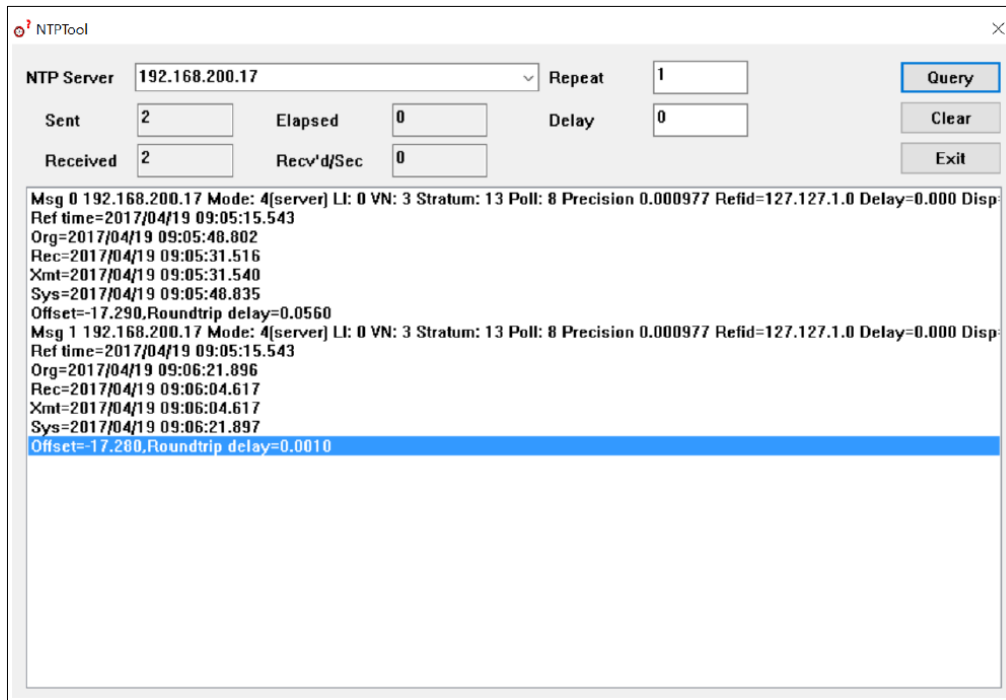 NTPTool
NTP Server 192.168.200.17 Repeat 1 Query
Sent 2 Elapsed 0 Delay 0 Clear
Received 2 Recv'd/Sec 0 Exit
Msg 0 192.168.200.17 Mode: 4(server) LI: 0 VN: 3 Stratum: 13 Poll: 8 Precision 0.000977 Refid=127.127.1.0 Delay=0.000 Disp
Ref time=2017/04/19 09:05:15.543
Org=2017/04/19 09:05:48.802
Rec=2017/04/19 09:05:31.516
Xmt=2017/04/19 09:05:31.540
Sys=2017/04/19 09:05:48.835
Offset=-17.290,Roundtrip delay=0.0560
Msg 1 192.168.200.17 Mode: 4(server) LI: 0 VN: 3 Stratum: 13 Poll: 8 Precision 0.000977 Refid=127.127.1.0 Delay=0.000 Disp
Ref time=2017/04/19 09:05:15.543
Org=2017/04/19 09:06:21.896
Rec=2017/04/19 09:06:04.617
Xmt=2017/04/19 09:06:04.617
Sys=2017/04/19 09:06:21.897
Offset=-17.280,Roundtrip delay=0.0010